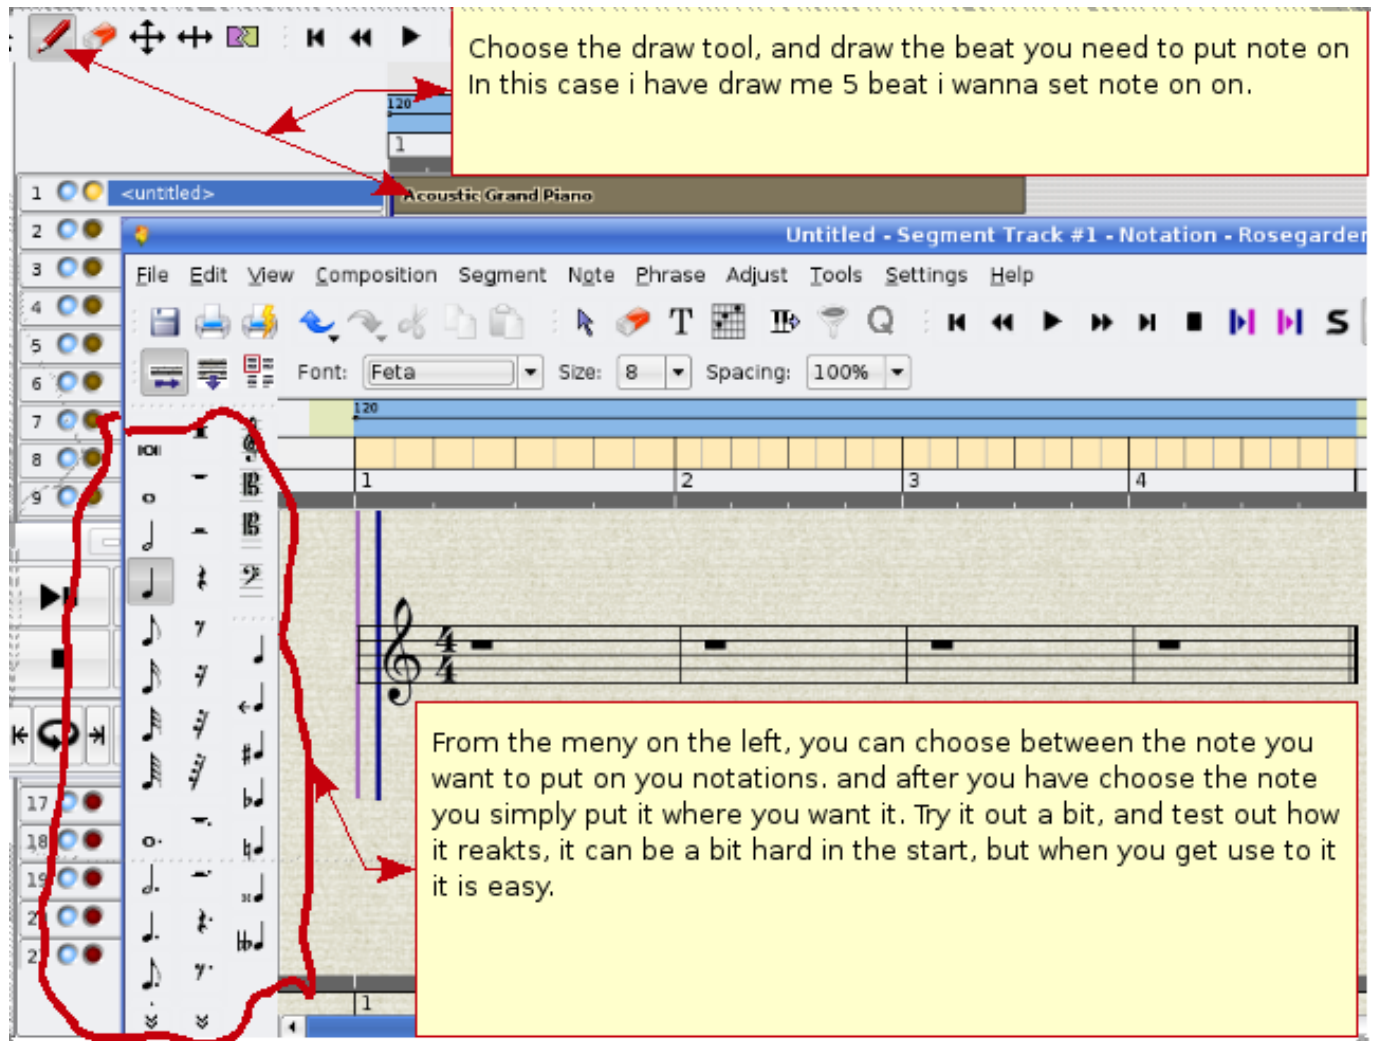 Choose the draw tool, and draw the beat you need to put note on
In this case i have draw me 5 beat i wanna set note on on.
120
1
1 <untitled>
Acoustic Grand Piano
2
Untitled - Segment Track #1 - Notation - Rosegarden
3
File Edit View Composition Segment Note Phrase Adjust Tools Settings Help
4
5
6
Font: Feta Size: 8 Spacing: 100%
7
120
8
9
1 2 3 4
From the meny on the left, you can choose between the note you
want to put on you notations. and after you have choose the note
you simply put it where you want it. Try it out a bit, and test out how
it reakts, it can be a bit hard in the start, but when you get use to it
it is easy.
17
18
19
1